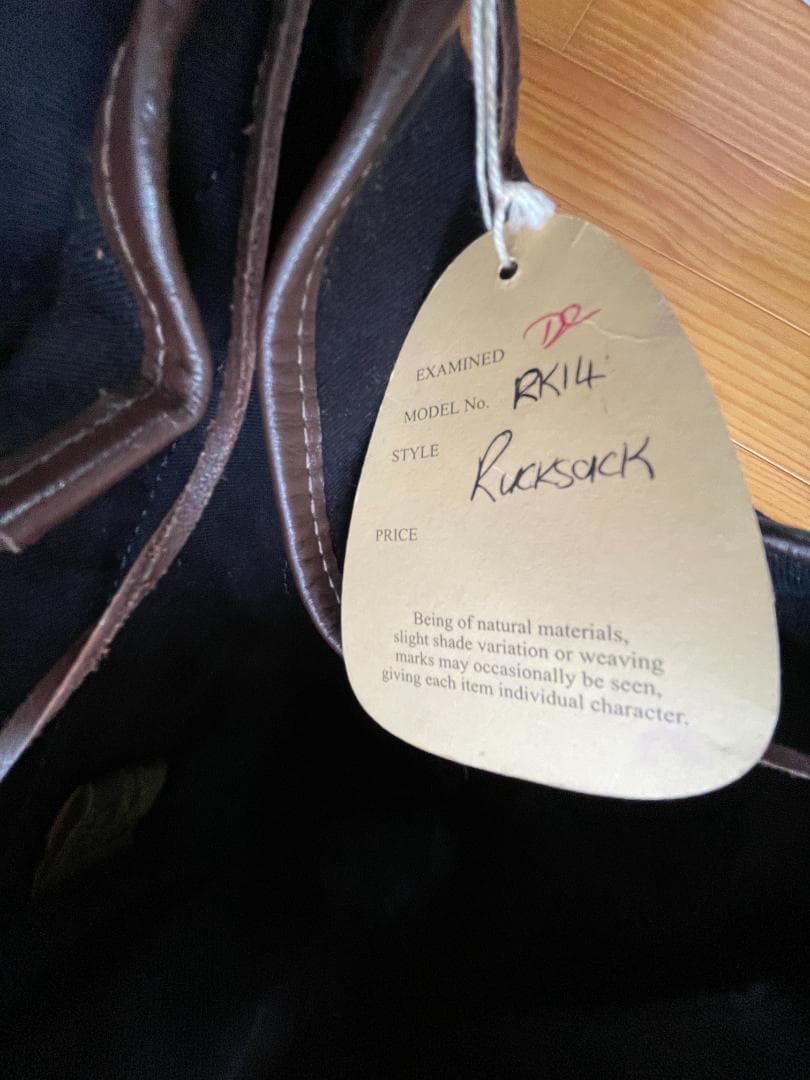 EXAMINED DR
MODEL No. RK14
STYLE Rucksack
PRICE
Being of natural materials,
slight shade variation or weaving
marks may occasionally be seen,
giving each item individual character.